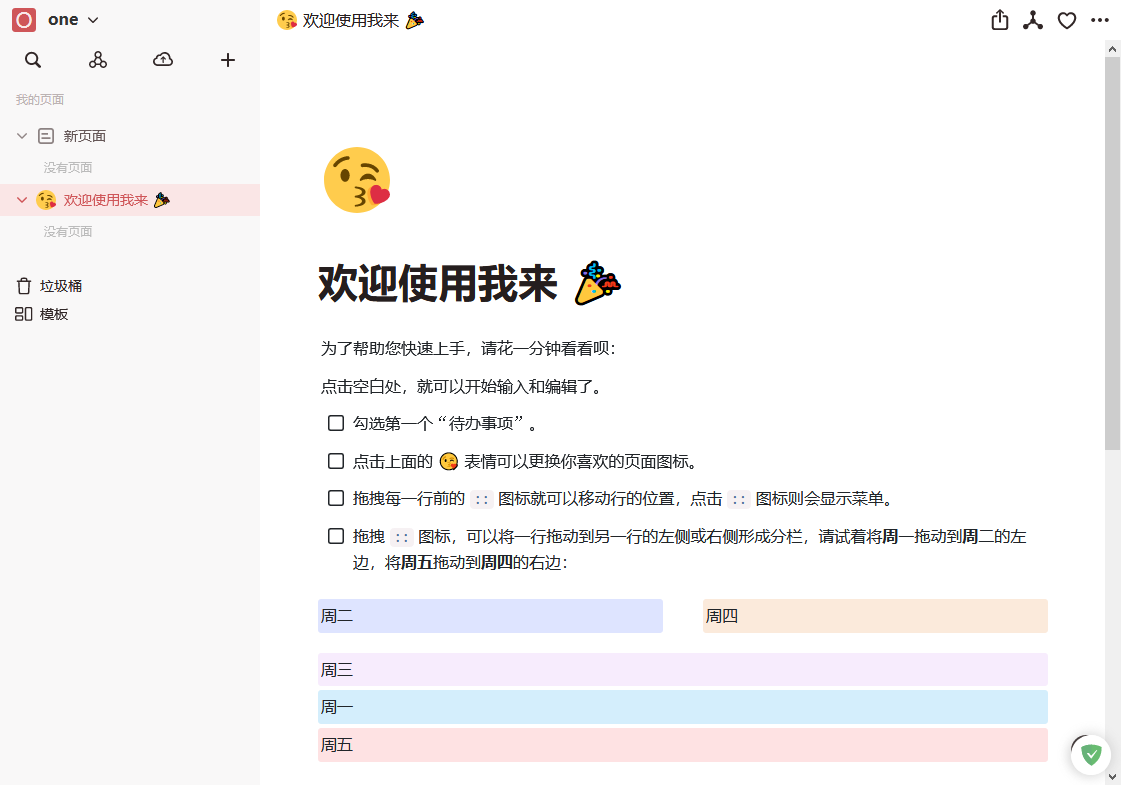 one
😘 欢迎使用我来 🎉
我的页面
新页面
没有页面
😘 欢迎使用我来 🎉
没有页面
垃圾桶
模板
欢迎使用我来 🎉
为了帮助您快速上手，请花一分钟看看呗：
点击空白处，就可以开始输入和编辑了。
勾选第一个“待办事项”。
点击上面的 😘 表情可以更换你喜欢的页面图标。
拖拽每一行前的 :: 图标就可以移动行的位置，点击 :: 图标则会显示菜单。
拖拽 :: 图标，可以将一行拖动到另一行的左侧或右侧形成分栏，请试着将周一拖动到周二的左
边，将周五拖动到周四的右边：
周二
周四
周三
周一
周五